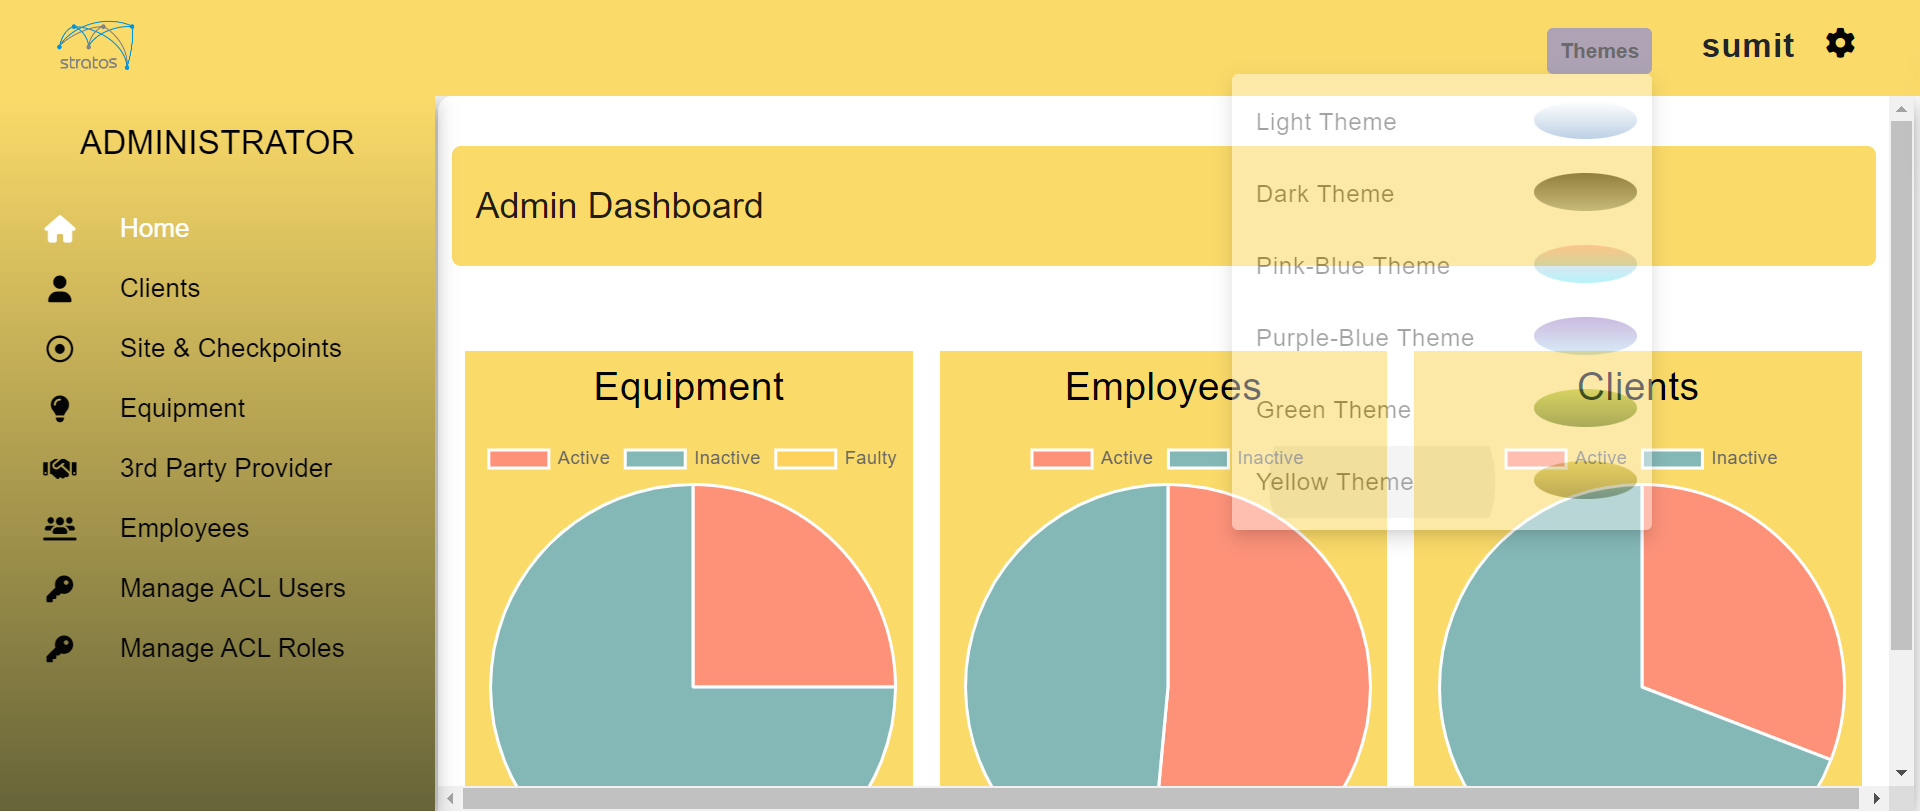 stratos
Themes
sumit
ADMINISTRATOR
Home
Clients
Site & Checkpoints
Equipment
3rd Party Provider
Employees
Manage ACL Users
Manage ACL Roles
Light Theme
Dark Theme
Pink-Blue Theme
Purple-Blue Theme
Green Theme
Yellow Theme
Admin Dashboard
Equipment
Active Inactive Faulty
Employees
Active Inactive
Clients
Active Inactive